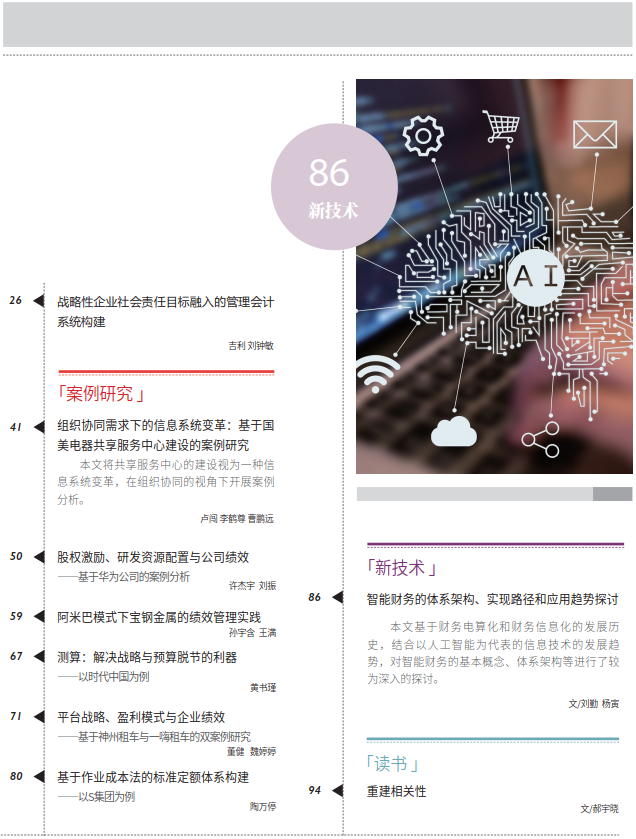 86
新技术
AI
26
战略性企业社会责任目标融入的管理会计
系统构建
吉利 刘钟敏
「案例研究」
41
组织协同需求下的信息系统变革：基于国
美电器共享服务中心建设的案例研究
本文将共享服务中心的建设视为一种信
息系统变革，在组织协同的视角下开展案例
分析。
卢闯 李鹤尊 曹鹏远
50
股权激励、研发资源配置与公司绩效
——基于华为公司的案例分析
许杰宇 刘振
59
阿米巴模式下宝钢金属的绩效管理实践
孙宇含 王满
67
测算：解决战略与预算脱节的利器
——以时代中国为例
黄书瑾
71
平台战略、盈利模式与企业绩效
——基于神州租车与一嗨租车的双案例研究
董健 魏婷婷
80
基于作业成本法的标准定额体系构建
——以S集团为例
陶万停
「新技术」
86
智能财务的体系架构、实现路径和应用趋势探讨
本文基于财务电算化和财务信息化的发展历
史，结合以人工智能为代表的信息技术的发展趋
势，对智能财务的基本概念、体系架构等进行了较
为深入的探讨。
文/刘勤 杨寅
「读书」
94
重建相关性
文/郝宇晓